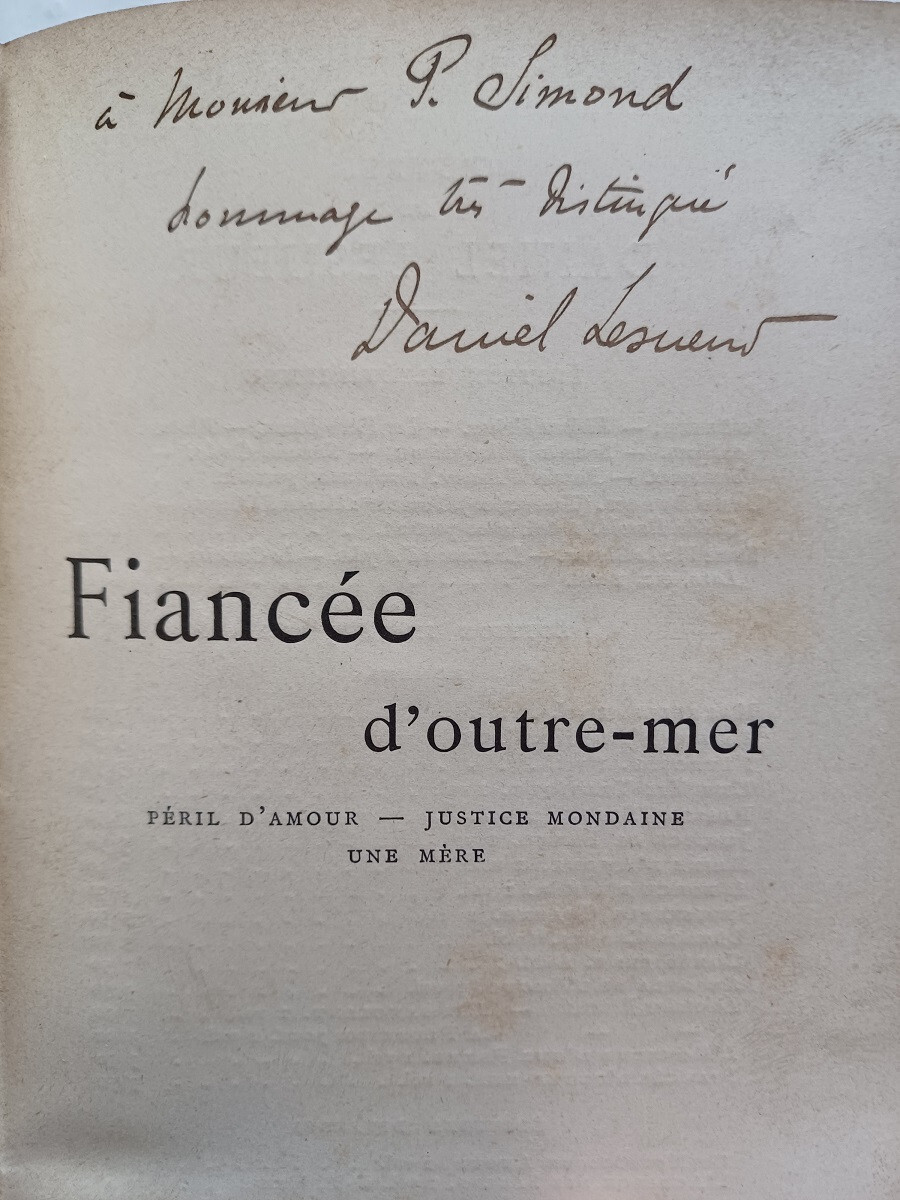 à Monsieur P. Simond
hommage très distingué
Daniel Lesueur
Fiancée
d'outre-mer
PÉRIL D'AMOUR — JUSTICE MONDAINE
UNE MÈRE